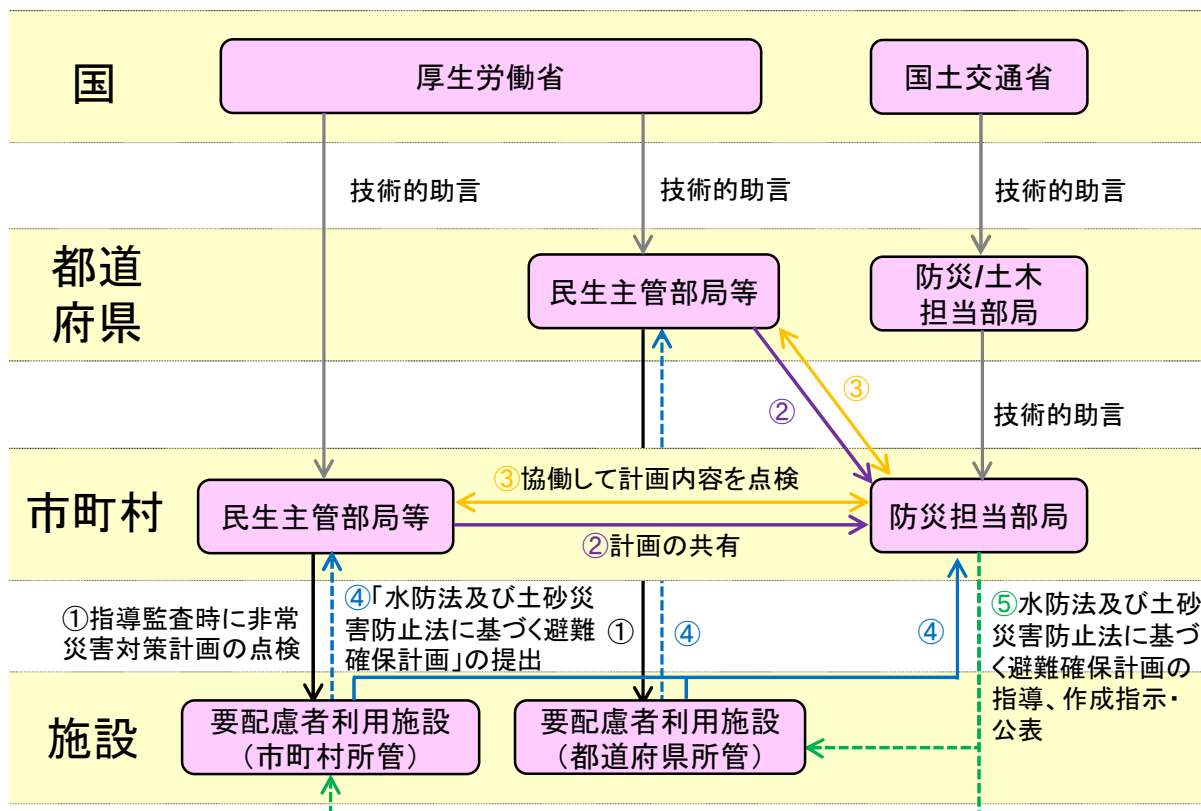 国
厚生労働省
国土交通省
技術的助言
技術的助言
技術的助言
都道
府県
民生主管部局等
防災/土木
担当部局
③
②
技術的助言
市町村
民生主管部局等
③協働して計画内容を点検
②計画の共有
防災担当部局
①指導監査時に非常
災害対策計画の点検
④「水防法及び土砂災
害防止法に基づく避難
確保計画」の提出
①
④
④
⑤水防法及び土砂
災害防止法に基づ
く避難確保計画の
指導、作成指示・
公表
施設
要配慮者利用施設
（市町村所管）
要配慮者利用施設
（都道府県所管）